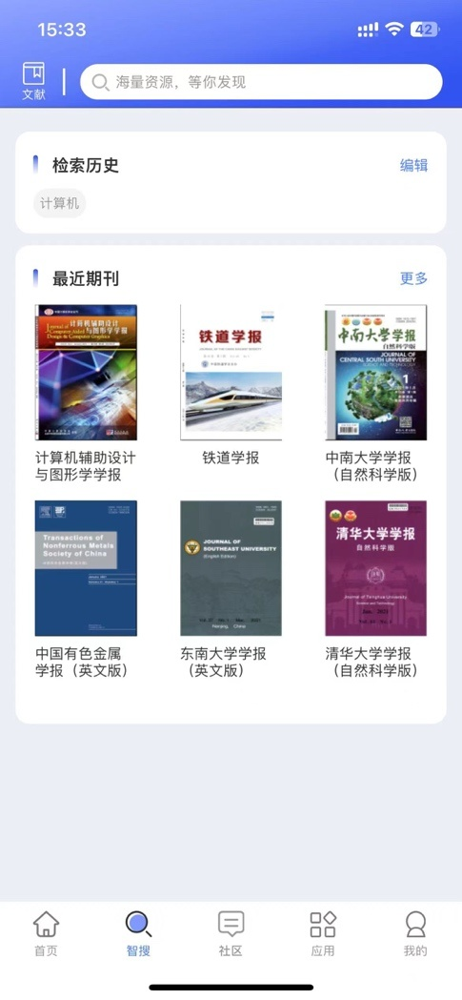 15:33
42
文献
海量资源，等你发现
检索历史
编辑
计算机
最近期刊
更多
计算机辅助设计
与图形学学报
Journal of
Computer-Aided
Design & Computer Graphics
铁道学报
中南大学学报
自然科学版
JOURNAL OF
CENTRAL SOUTH UNIVERSITY
SCIENCE AND TECHNOLOGY
1
计算机辅助设计
与图形学学报
铁道学报
中南大学学报
（自然科学版）
Transactions of
Nonferrous Metals
Society of China
JOURNAL OF
SOUTHEAST UNIVERSITY
(English Edition)
Nanjing, China
清华大学学报
自然科学版
Journal of Tsinghua University
Science and Technology
中国有色金属
学报（英文版）
东南大学学报
（英文版）
清华大学学报
（自然科学版）
首页
智搜
社区
应用
我的